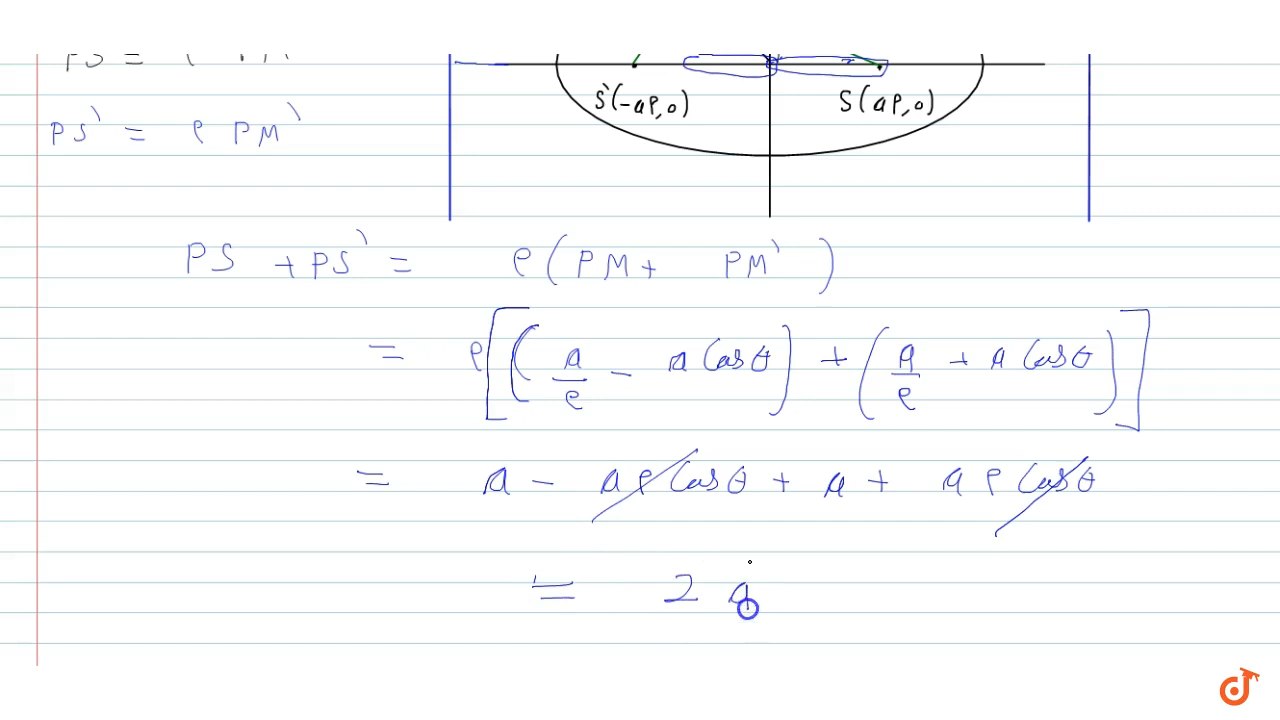 S`(-ae,0) S(ae,0)
PS` = e PM`
PS + PS` = e(PM + PM`)
= e[(a/e - a Cosθ) + (a/e + a Cosθ)]
= a - ae Cosθ + a + ae Cosθ
= 2a